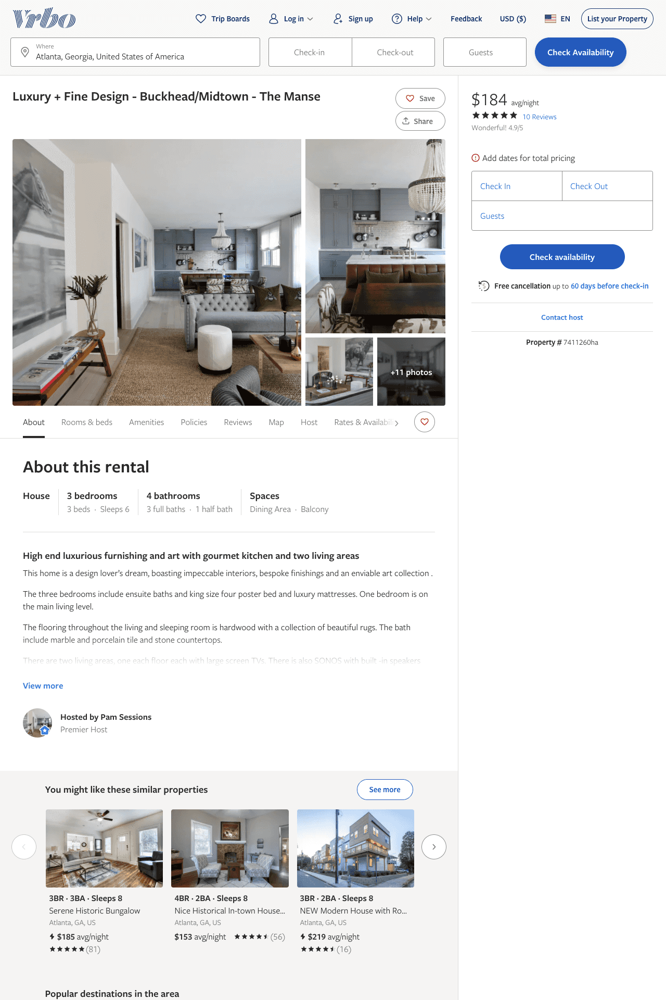 Vrbo
Trip Boards
Log in
Sign up
Help
Feedback
USD ($)
EN
List your Property
Where
Atlanta, Georgia, United States of America
Check-in
Check-out
Guests
Check Availability
Luxury + Fine Design - Buckhead/Midtown - The Manse
Save
Share
+11 photos
$184 avg/night
10 Reviews
Wonderful! 4.9/5
Add dates for total pricing
Check In
Check Out
Guests
Check availability
Free cancellation up to 60 days before check-in
Contact host
Property # 7411260ha
About
Rooms & beds
Amenities
Policies
Reviews
Map
Host
Rates & Availabili
About this rental
House
3 bedrooms
3 beds · Sleeps 6
4 bathrooms
3 full baths · 1 half bath
Spaces
Dining Area · Balcony
High end luxurious furnishing and art with gourmet kitchen and two living areas
This home is a design lover’s dream, boasting impeccable interiors, bespoke finishings and an enviable art collection .
The three bedrooms include ensuite baths and king size four poster bed and luxury mattresses. One bedroom is on
the main living level.
The flooring throughout the living and sleeping room is hardwood with a collection of beautiful rugs. The bath
include marble and porcelain tile and stone countertops.
There are two living areas, one each floor each with large screen TVs. There is also SONOS with built -in speakers
View more
Hosted by Pam Sessions
Premier Host
You might like these similar properties
See more
3BR · 3BA · Sleeps 8
Serene Historic Bungalow
Atlanta, GA, US
$185 avg/night
(81)
4BR · 2BA · Sleeps 8
Nice Historical In-town House...
Atlanta, GA, US
$153 avg/night
(56)
3BR · 2BA · Sleeps 8
NEW Modern House with Ro...
Atlanta, GA, US
$219 avg/night
(16)
Popular destinations in the area